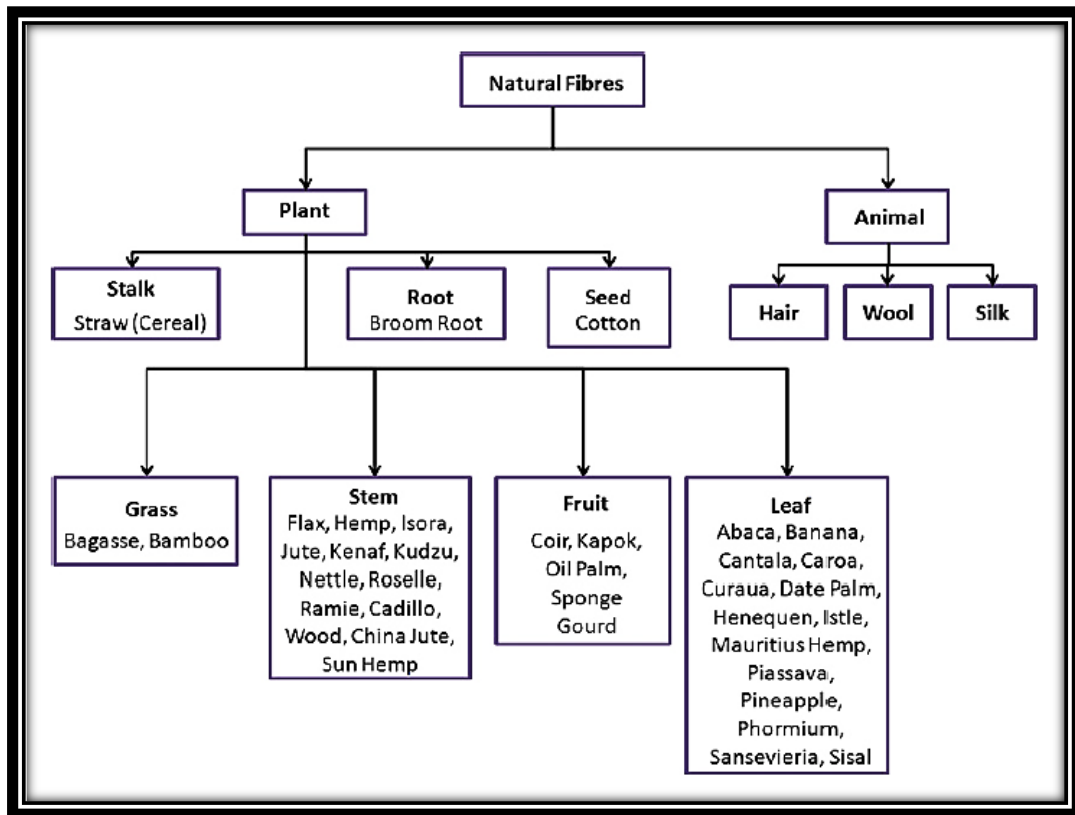 Natural Fibres
Plant
Animal
Stalk
Straw (Cereal)
Root
Broom Root
Seed
Cotton
Hair
Wool
Silk
Grass
Bagasse, Bamboo
Stem
Flax, Hemp, Isora,
Jute, Kenaf, Kudzu,
Nettle, Roselle,
Ramie, Cadillo,
Wood, China Jute,
Sun Hemp
Fruit
Coir, Kapok,
Oil Palm,
Sponge
Gourd
Leaf
Abaca, Banana,
Cantala, Caroa,
Curaua, Date Palm,
Henequen, Istle,
Mauritius Hemp,
Piassava,
Pineapple,
Phormium,
Sansevieria, Sisal